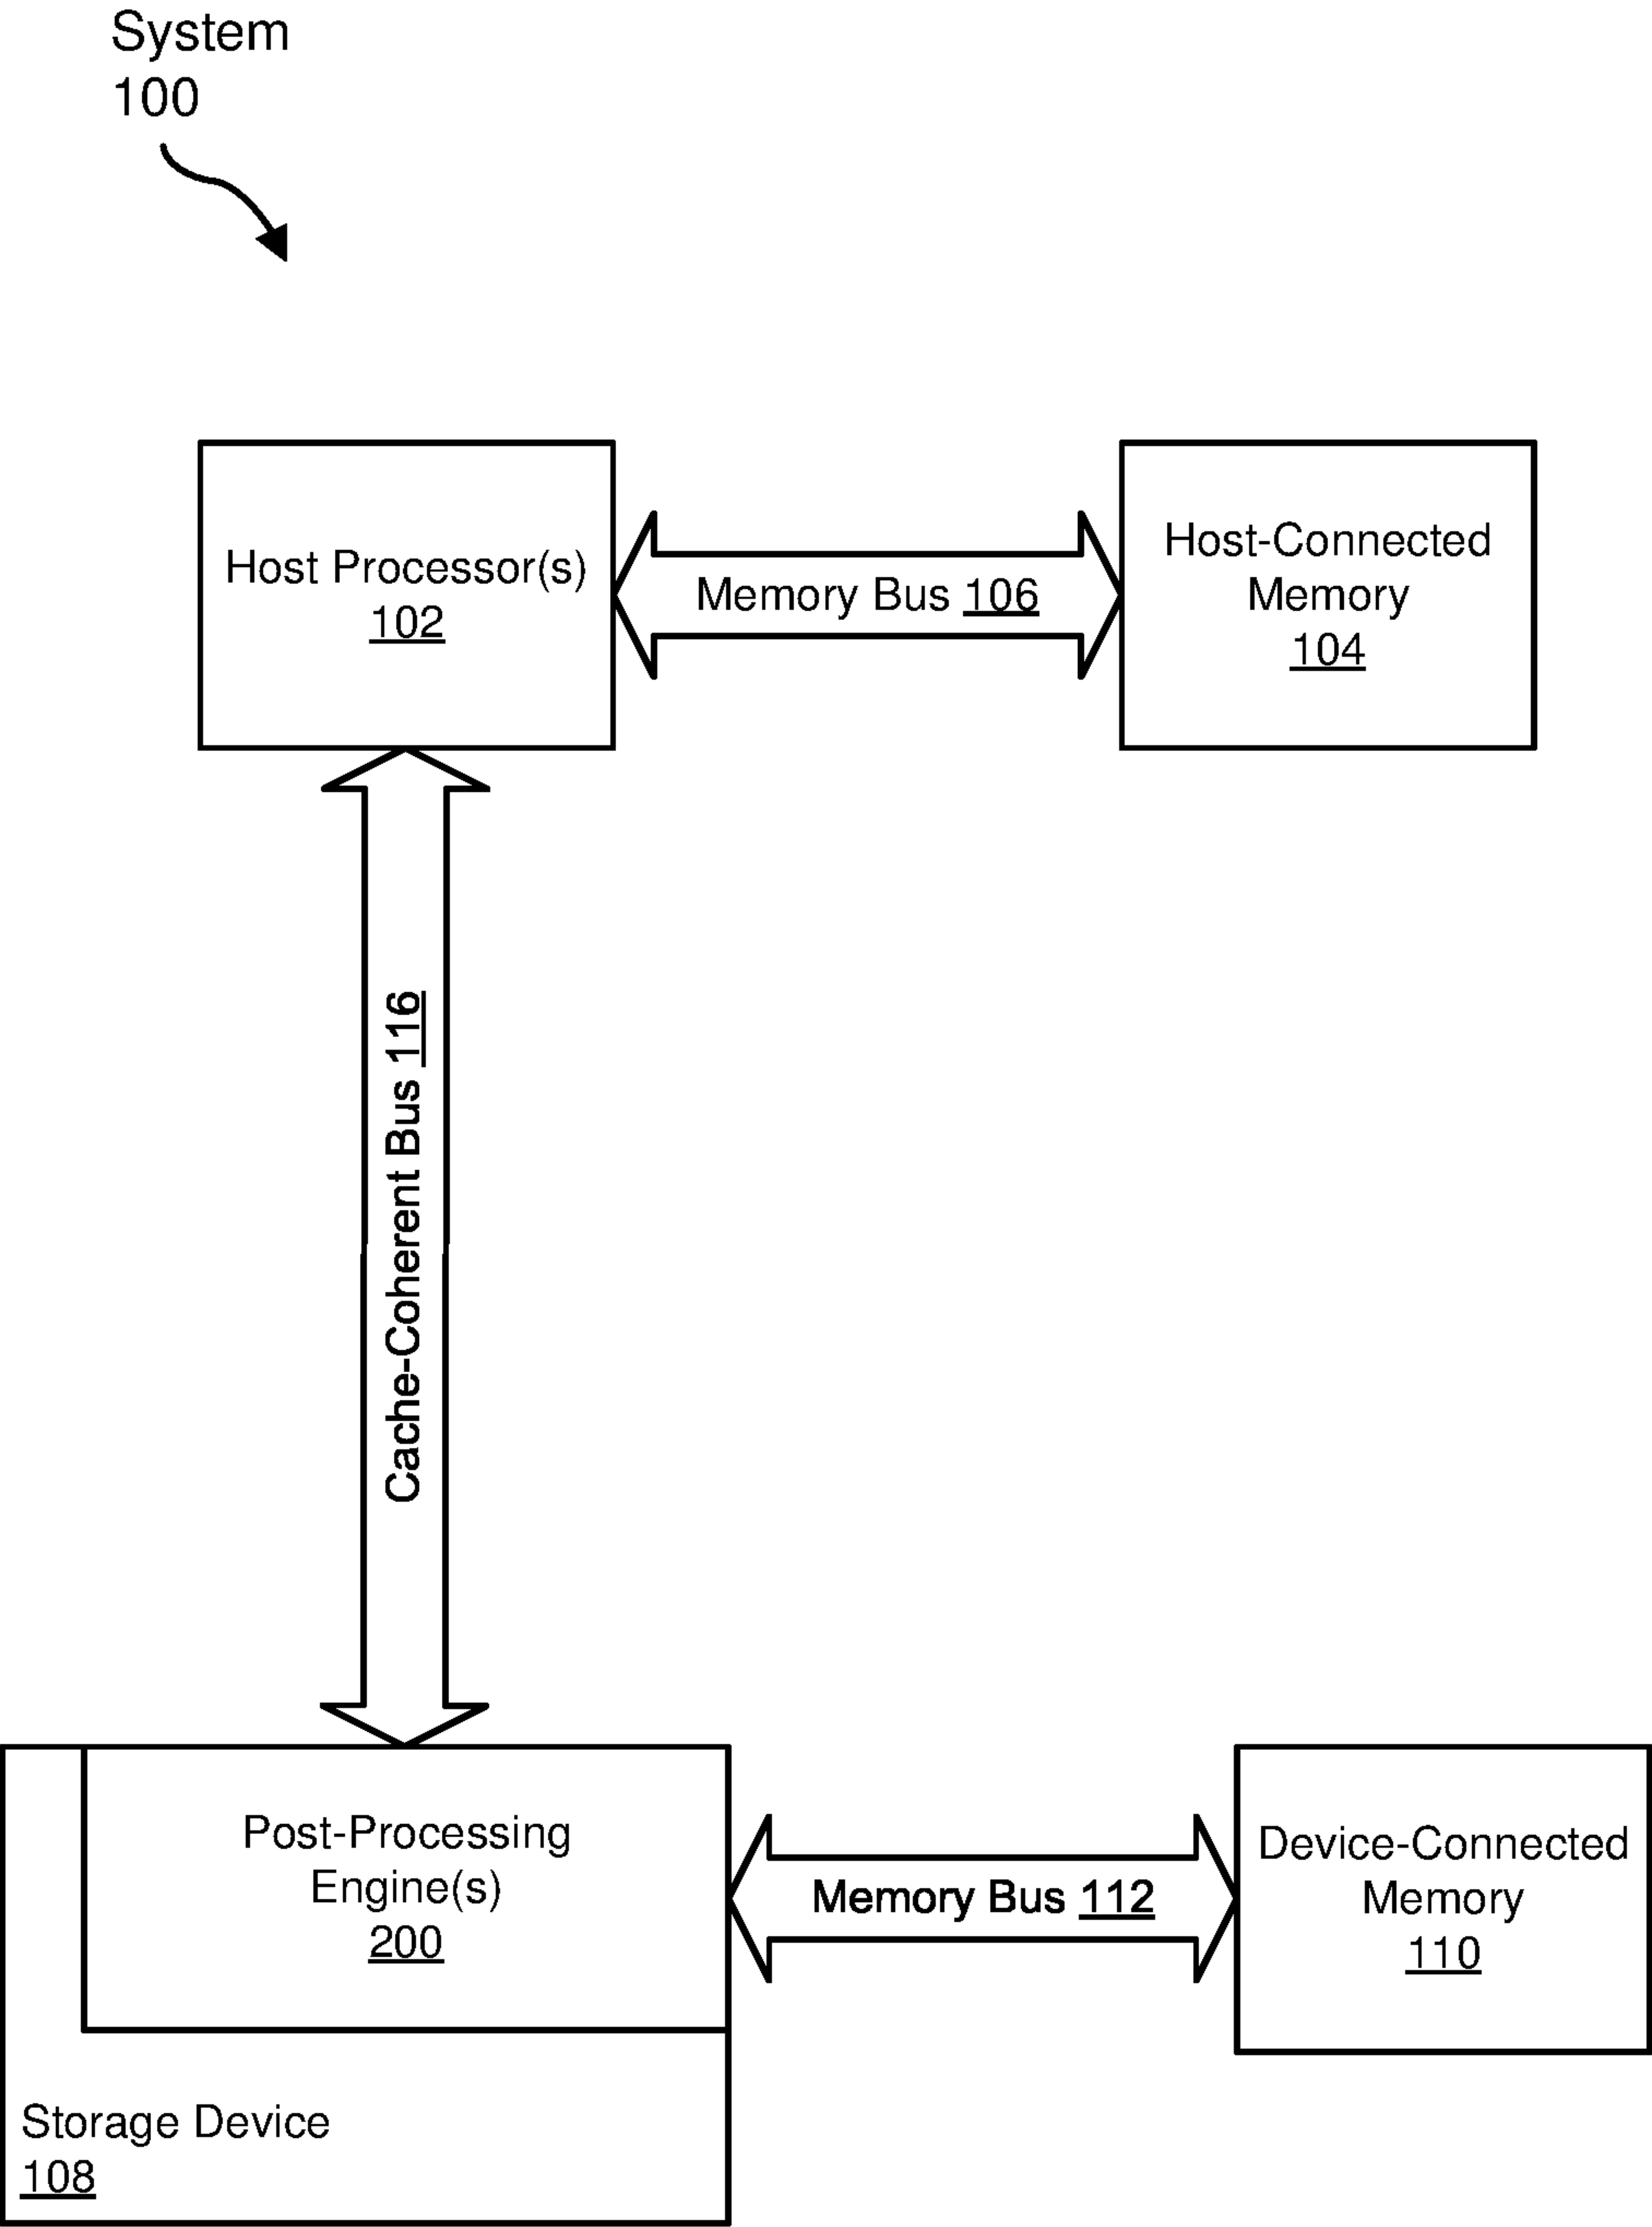 System
100
Host Processor(s)
102
Memory Bus 106
Host-Connected
Memory
104
Cache-Coherent Bus 116
Post-Processing
Engine(s)
200
Memory Bus 112
Device-Connected
Memory
110
Storage Device
108